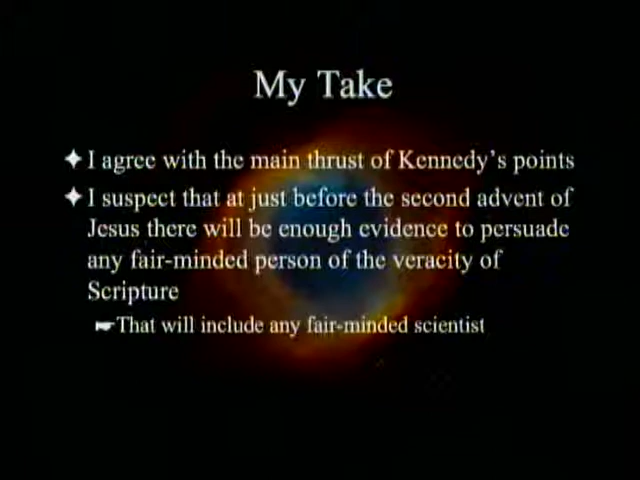 My Take
I agree with the main thrust of Kennedy's points
I suspect that at just before the second advent of
Jesus there will be enough evidence to persuade
any fair-minded person of the veracity of
Scripture
That will include any fair-minded scientist